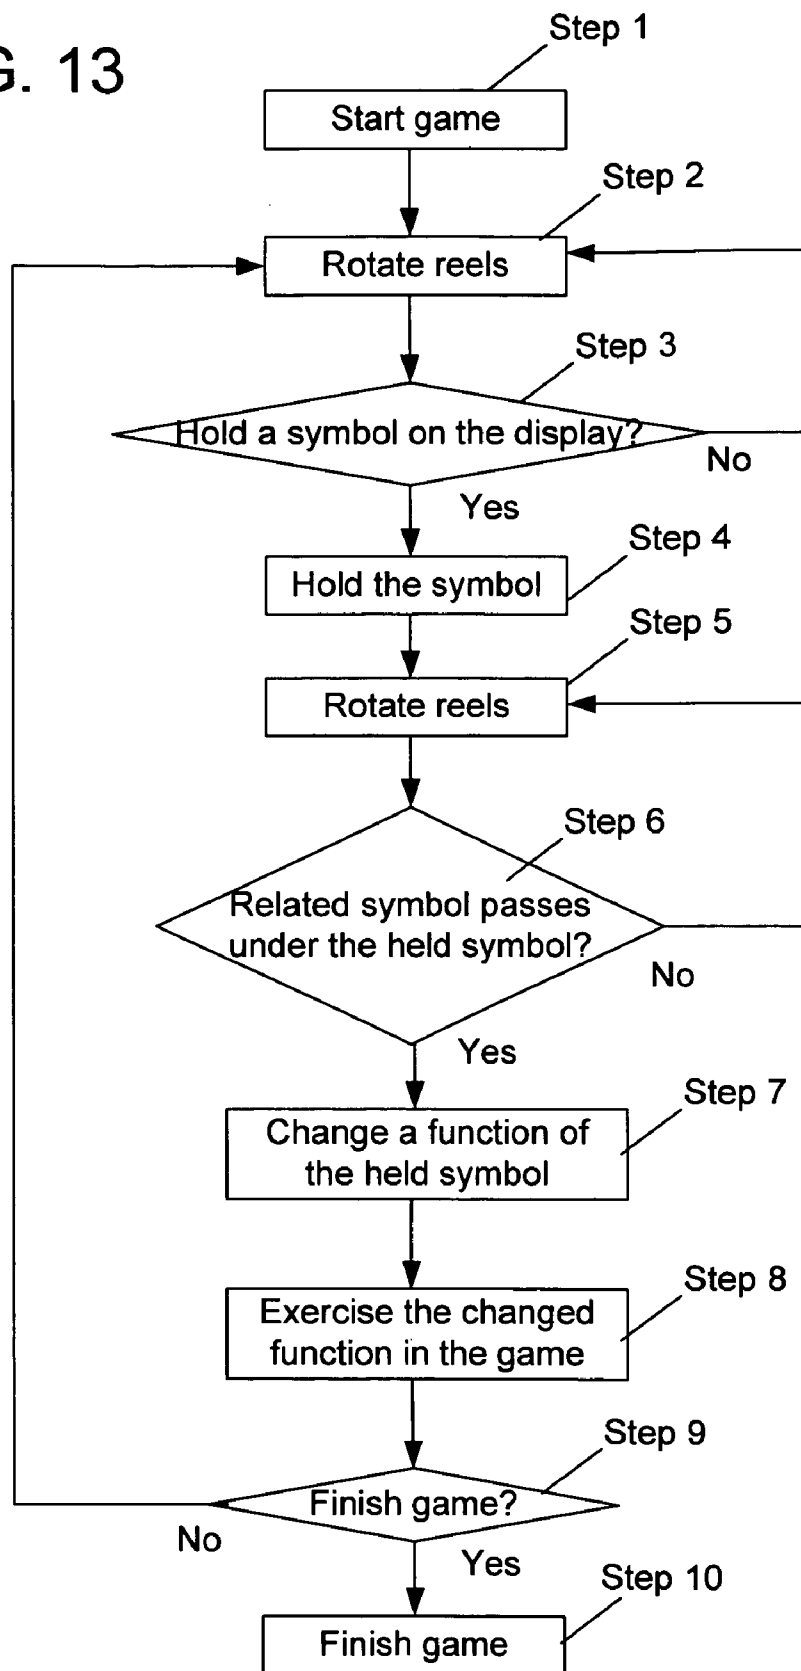 G. 13
Step 1
Start game
Step 2
Rotate reels
Step 3
Hold a symbol on the display?
No
Yes
Step 4
Hold the symbol
Step 5
Rotate reels
Step 6
Related symbol passes
under the held symbol?
No
Yes
Step 7
Change a function of
the held symbol
Step 8
Exercise the changed
function in the game
Step 9
Finish game?
No
Yes
Step 10
Finish game